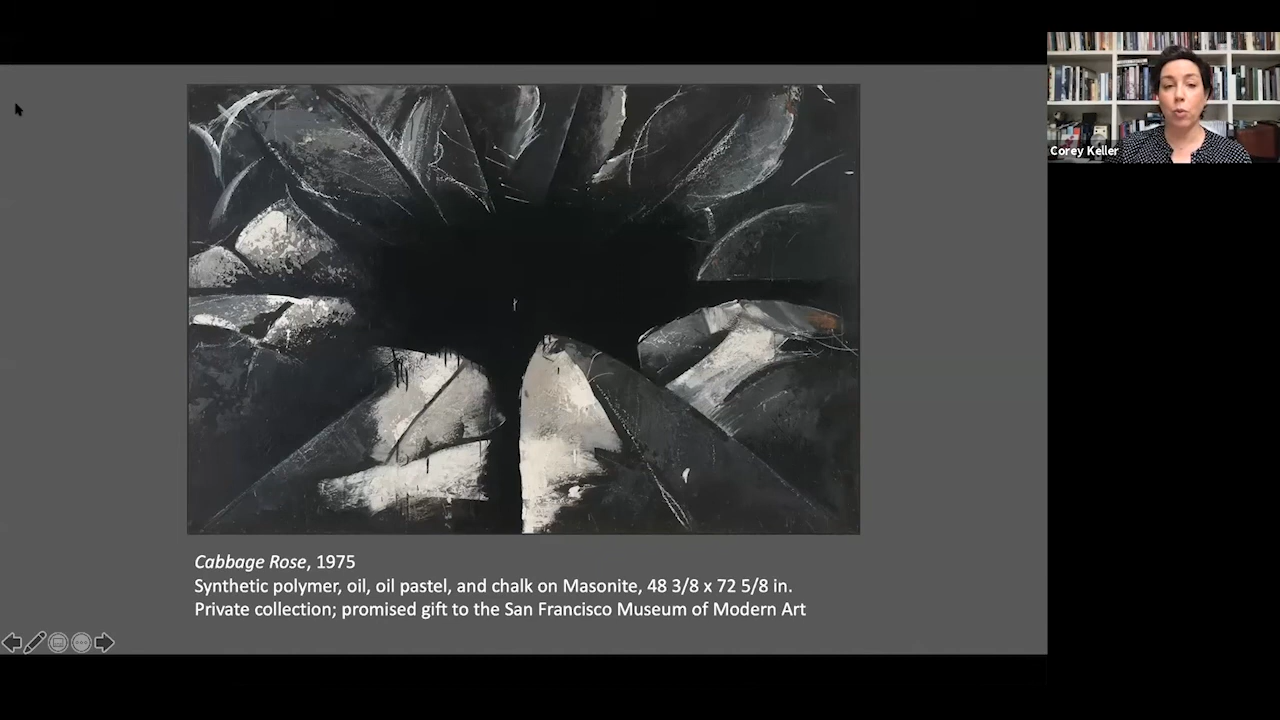 Corey Keller
Cabbage Rose, 1975
Synthetic polymer, oil, oil pastel, and chalk on Masonite, 48 3/8 x 72 5/8 in.
Private collection; promised gift to the San Francisco Museum of Modern Art